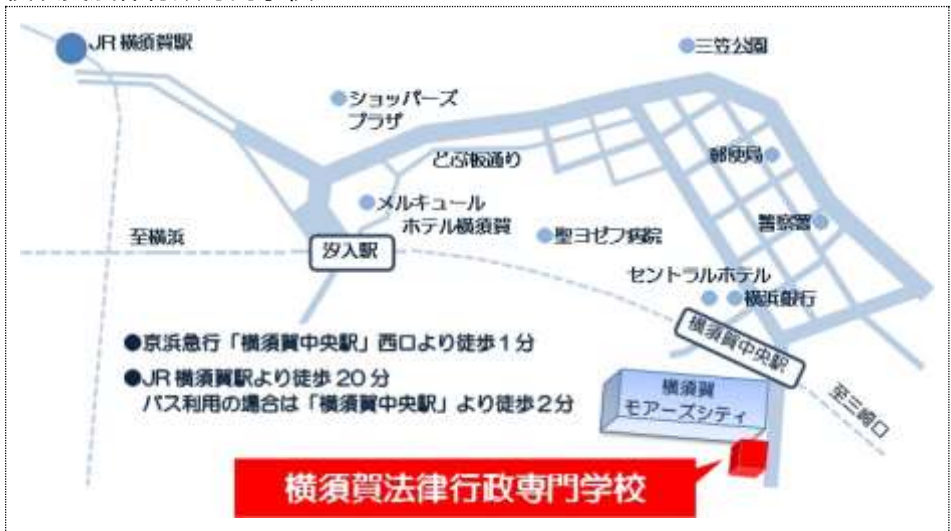 JR 横須賀駅
三笠公園
ショッパーズ
プラザ
どぶ板通り
郵便局
メルキュール
ホテル横須賀
警察署
至横浜
汐入駅
聖ヨゼフ病院
セントラルホテル
横浜銀行
横須賀中央駅
●京浜急行「横須賀中央駅」西口より徒歩1分
●JR 横須賀駅より徒歩 20 分
バス利用の場合は「横須賀中央駅」より徒歩2分
横須賀
モアーズシティ
至三崎口
横須賀法律行政専門学校